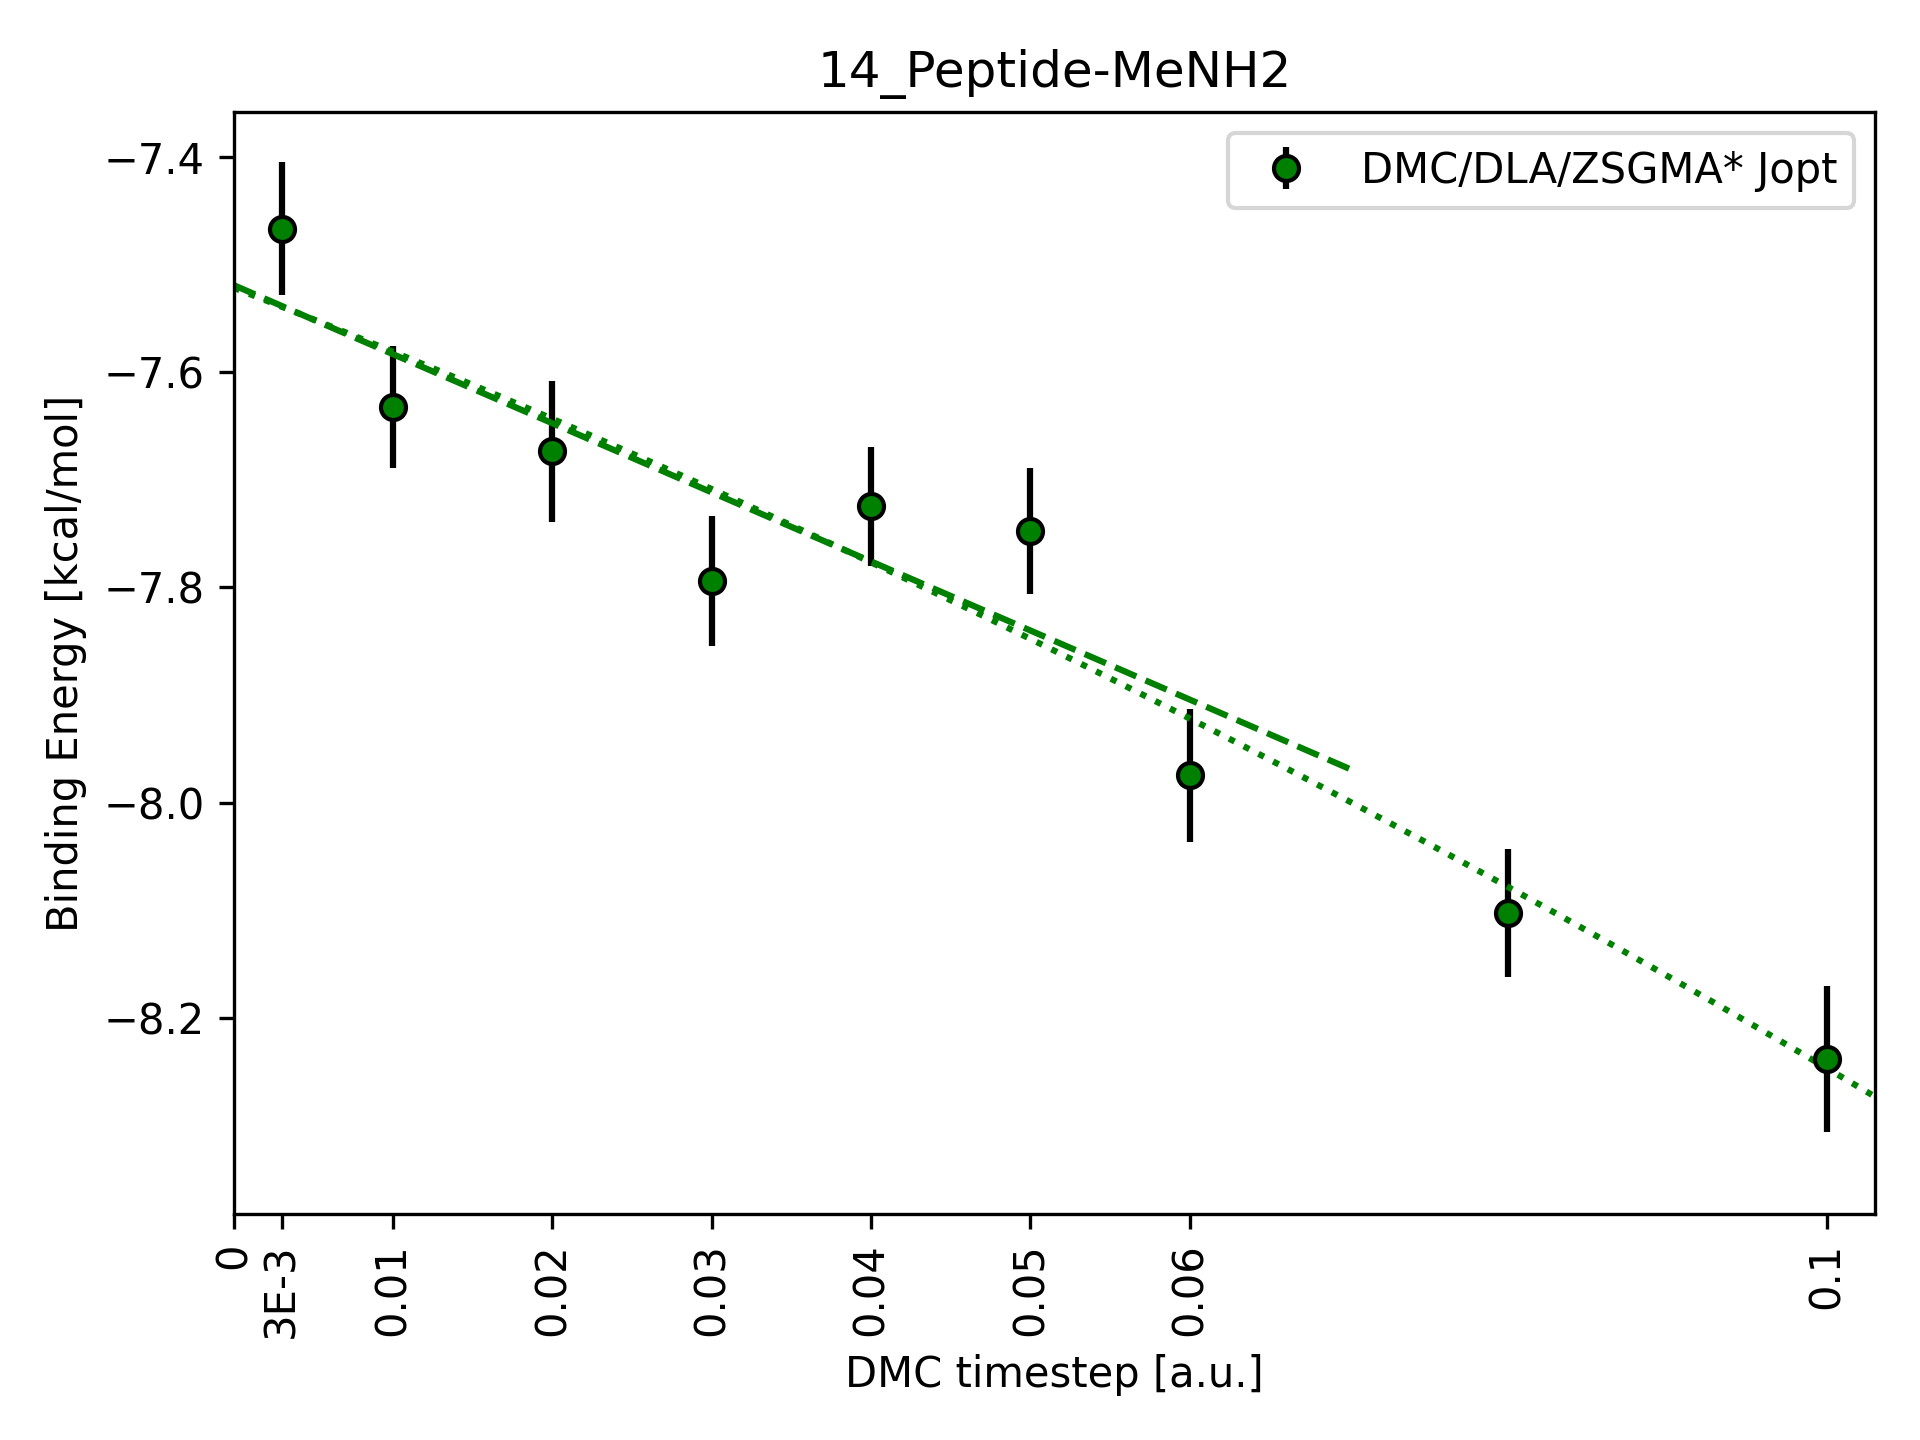 14_Peptide-MeNH2
DMC/DLA/ZSGMA* Jopt
Binding Energy [kcal/mol]
−7.4
−7.6
−7.8
−8.0
−8.2
0
3E-3
0.01
0.02
0.03
0.04
0.05
0.06
0.1
DMC timestep [a.u.]